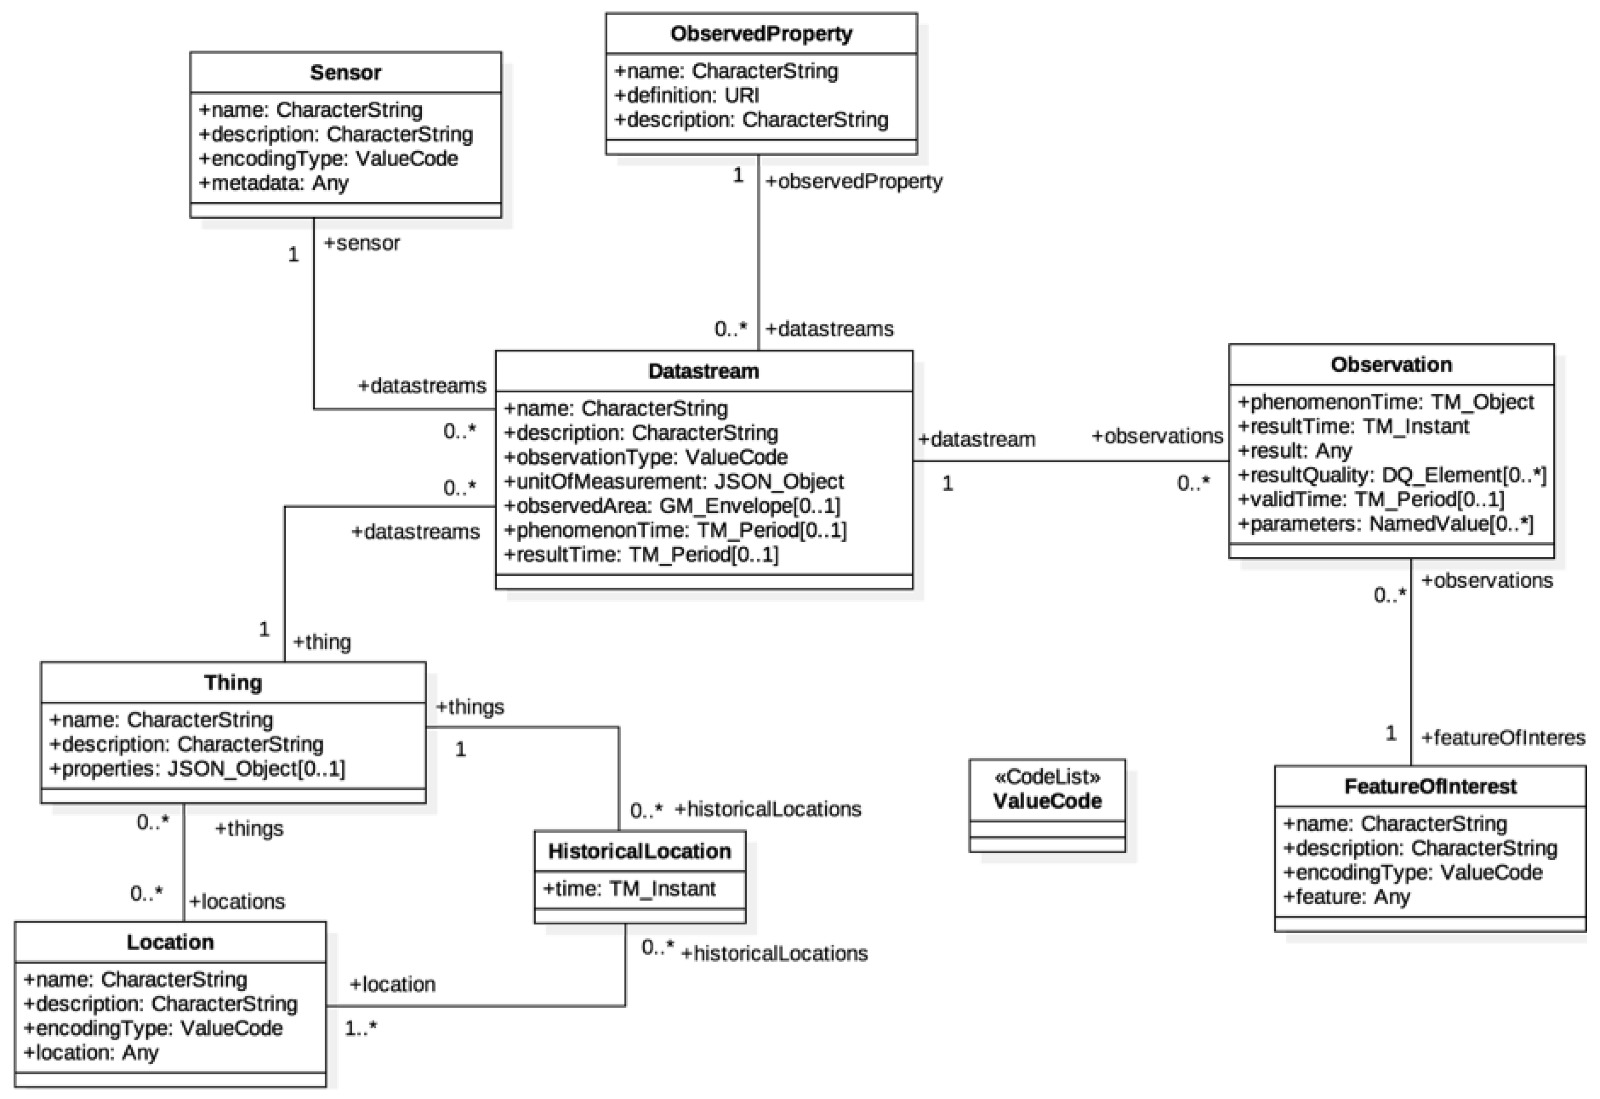 ObservedProperty
+name: CharacterString
+definition: URI
+description: CharacterString
Sensor
+name: CharacterString
+description: CharacterString
+encodingType: ValueCode
+metadata: Any
1
+observedProperty
+sensor
1
0..*
+datastreams
+datastreams
0..*
Datastream
+name: CharacterString
+description: CharacterString
+observationType: ValueCode
+unitOfMeasurement: JSON_Object
+observedArea: GM_Envelope[0..1]
+phenomenonTime: TM_Period[0..1]
+resultTime: TM_Period[0..1]
+datastream
1
+observations
0..*
Observation
+phenomenonTime: TM_Object
+resultTime: TM_Instant
+result: Any
+resultQuality: DQ_Element[0..*]
+validTime: TM_Period[0..1]
+parameters: NamedValue[0..*]
0..*
+datastreams
1
+thing
+observations
0..*
1
+featureOfInteres
Thing
+name: CharacterString
+description: CharacterString
+properties: JSON_Object[0..1]
+things
1
0..*
+historicalLocations
HistoricalLocation
+time: TM_Instant
«CodeList»
ValueCode
FeatureOfInterest
+name: CharacterString
+description: CharacterString
+encodingType: ValueCode
+feature: Any
0..*
+things
0..*
+locations
Location
+name: CharacterString
+description: CharacterString
+encodingType: ValueCode
+location: Any
0..*
+historicalLocations
+location
1..*